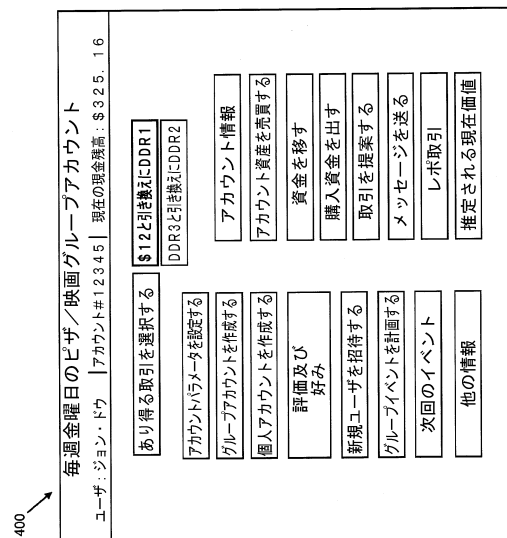 400
毎週金曜日のピザ／映画グループアカウント
ユーザ：ジョン・ドウ アカウント#12345 現在の現金残高：$325．16
あり得る取引を選択する
$12と引き換えにDDR1
DDR3と引き換えにDDR2
アカウントパラメータを設定する
グループアカウントを作成する
個人アカウントを作成する
評価及び
好み
新規ユーザを招待する
グループイベントを計画する
次回のイベント
他の情報
アカウント情報
アカウント資産を売買する
資金を移す
購入資金を出す
取引を提案する
メッセージを送る
レポ取引
推定される現在価値